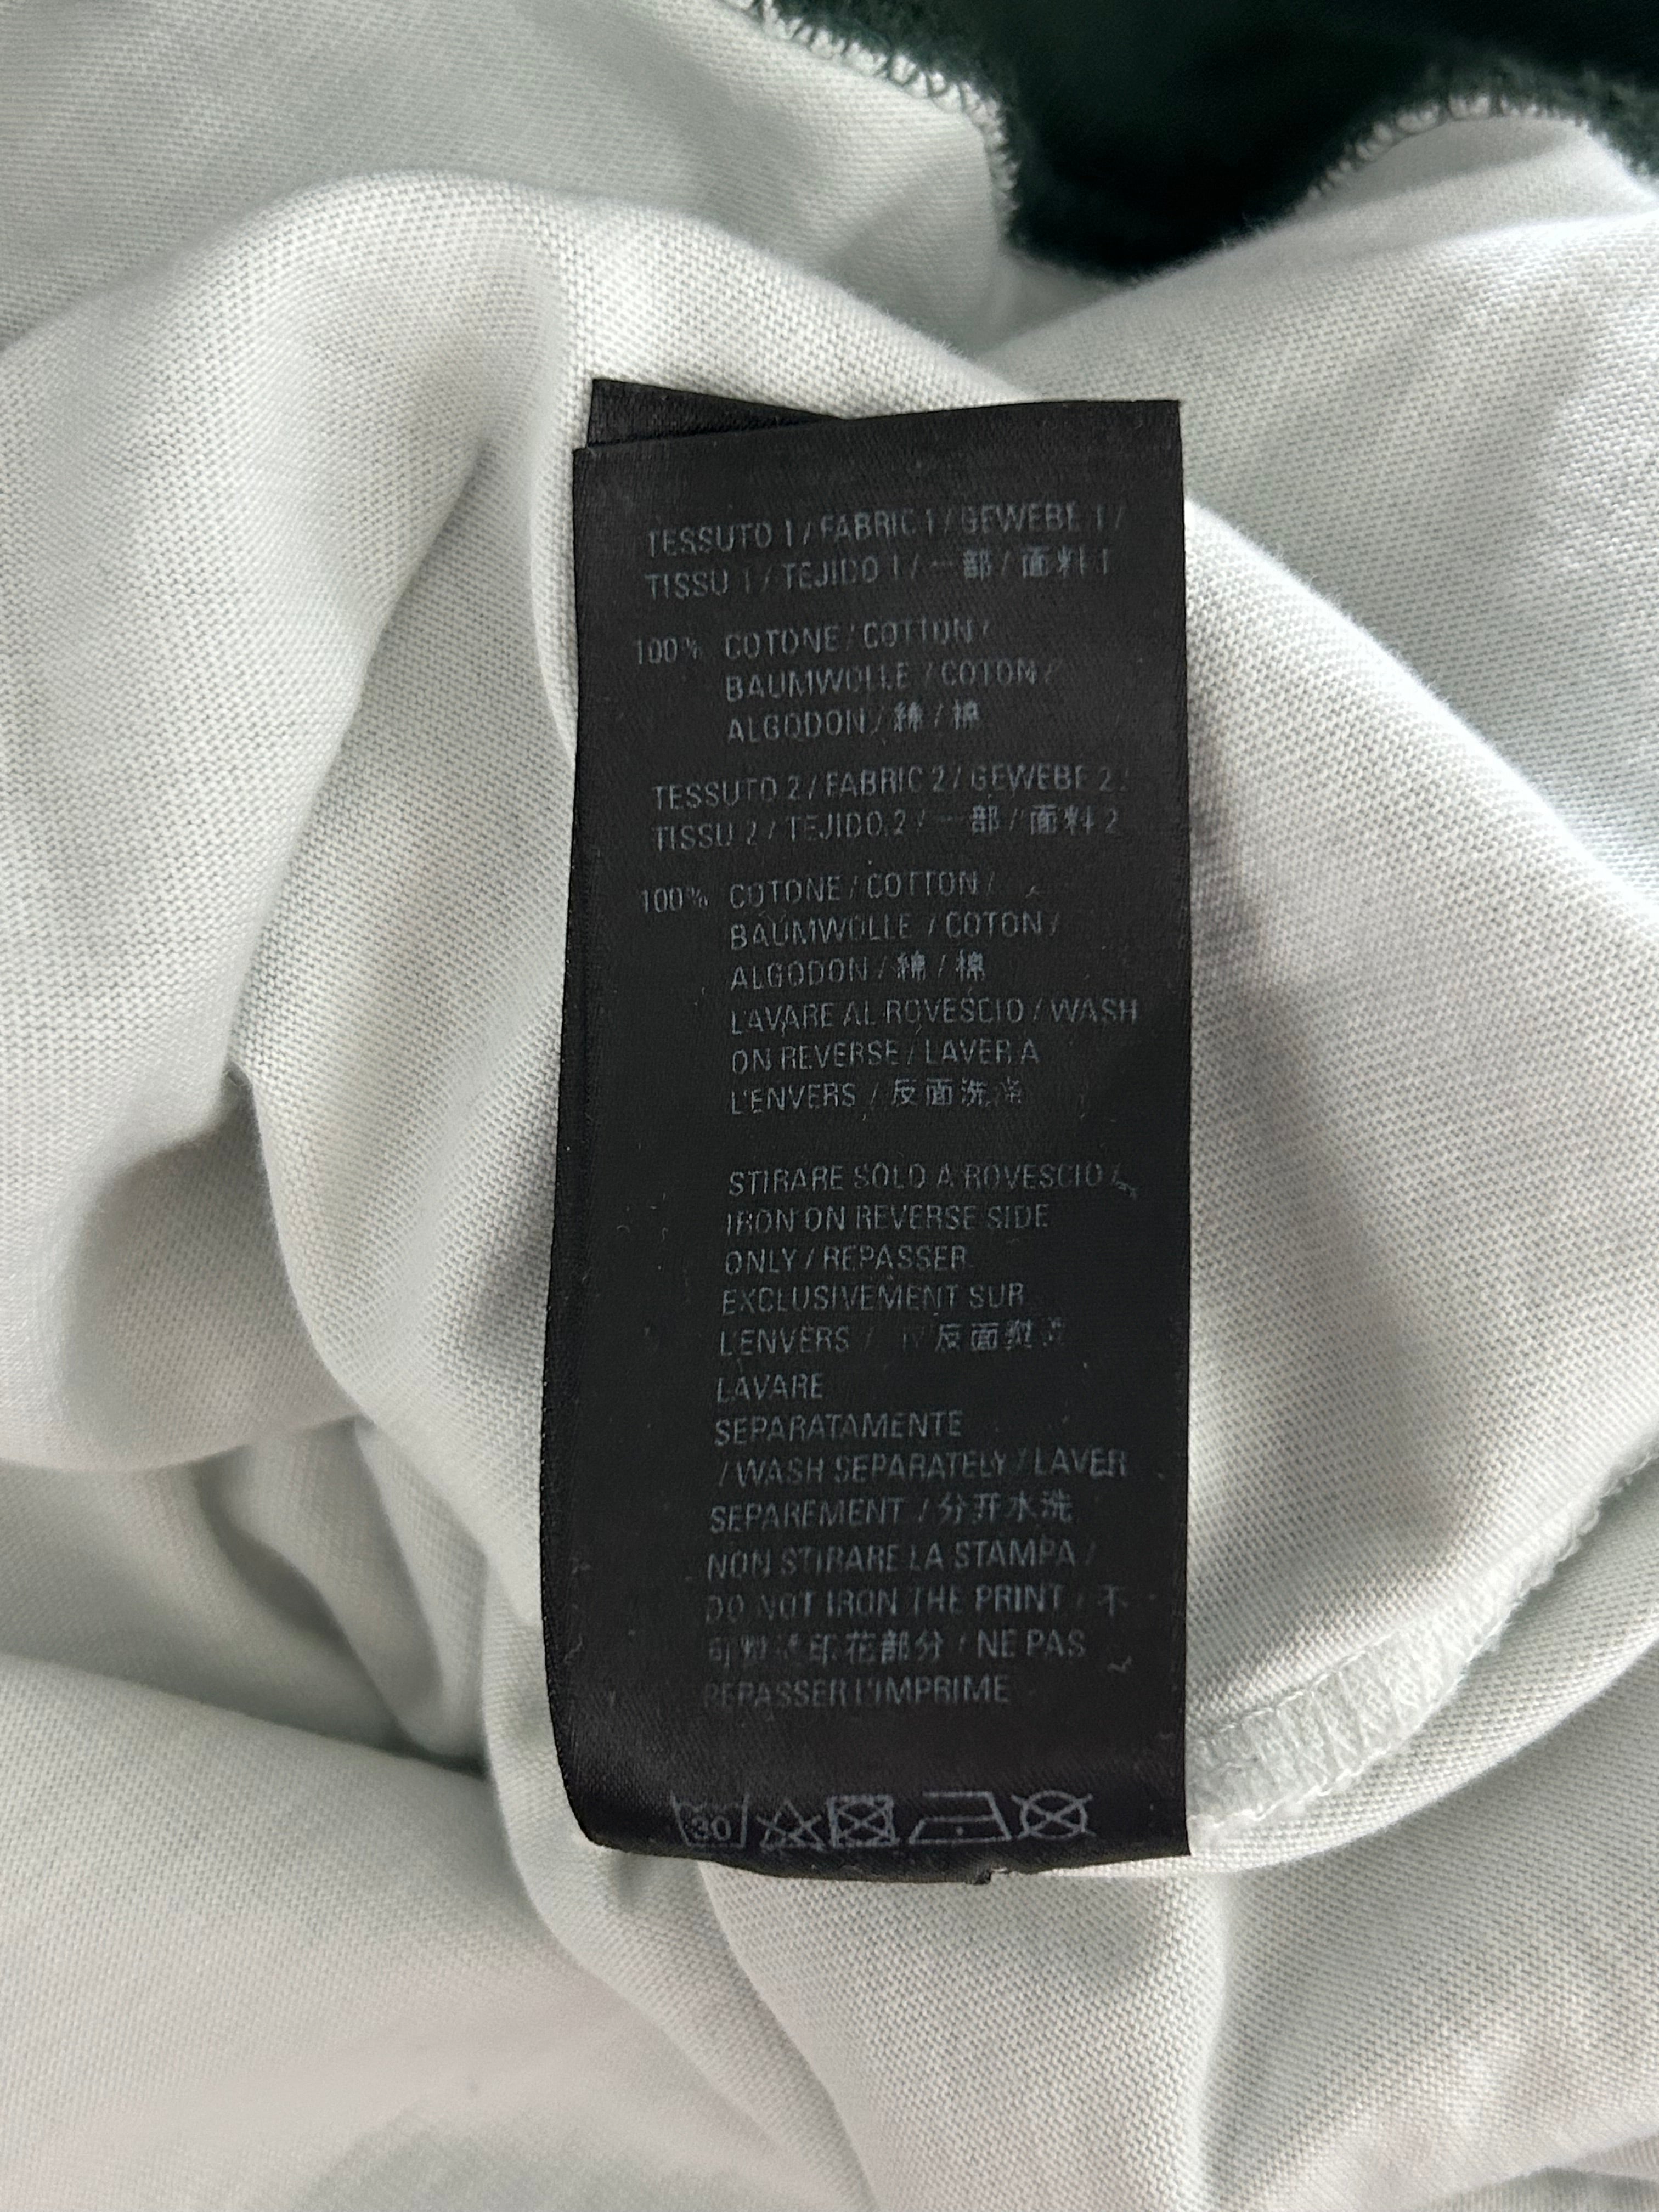 TESSUTO 1 / FABRIC 1 / GEWEBE 1 /
TISSU 1 / TEJIDO 1 / 一部 / 面料 1
100% COTONE / COTTON /
BAUMWOLLE / COTON /
ALGODON / 綿 / 棉
TESSUTO 2 / FABRIC 2 / GEWEBE 2 /
TISSU 2 / TEJIDO 2 / 一部 / 面料 2
100% COTONE / COTTON /
BAUMWOLLE / COTON /
ALGODON / 綿 / 棉
LAVARE AL ROVESCIO / WASH
ON REVERSE / LAVER A
L'ENVERS / 反面洗涤
STIRARE SOLO A ROVESCIO /
IRON ON REVERSE SIDE
ONLY / REPASSER
EXCLUSIVEMENT SUR
L'ENVERS / 反面熨烫
LAVARE
SEPARATAMENTE
/ WASH SEPARATELY / LAVER
SEPAREMENT / 分开水洗
NON STIRARE LA STAMPA /
DO NOT IRON THE PRINT / 不
可熨烫印花部分 / NE PAS
REPASSER L'IMPRIME
30